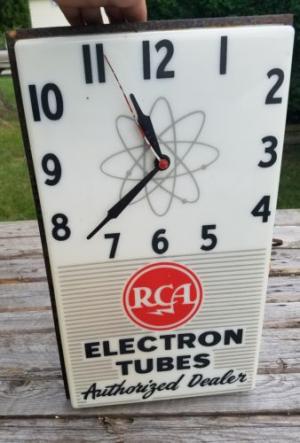 11 12 1
10 2
9 3
8 4
7 6 5
RCA
ELECTRON
TUBES
Authorized Dealer